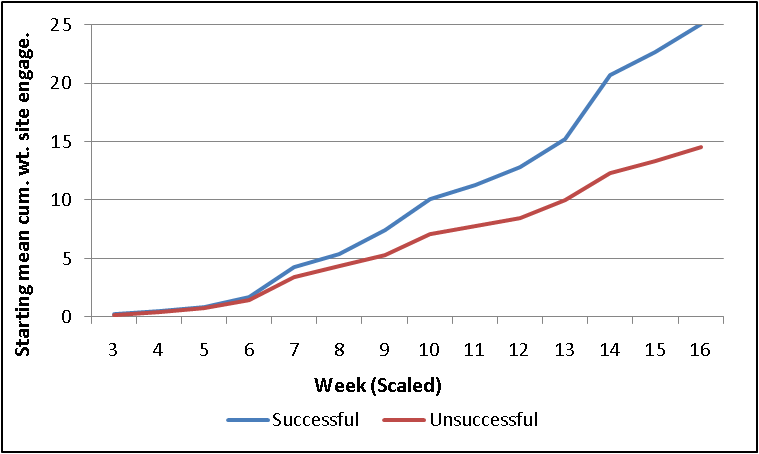 Starting mean cum. wt. site engage.
25
20
15
10
5
0
3 4 5 6 7 8 9 10 11 12 13 14 15 16
Week (Scaled)
Successful Unsuccessful